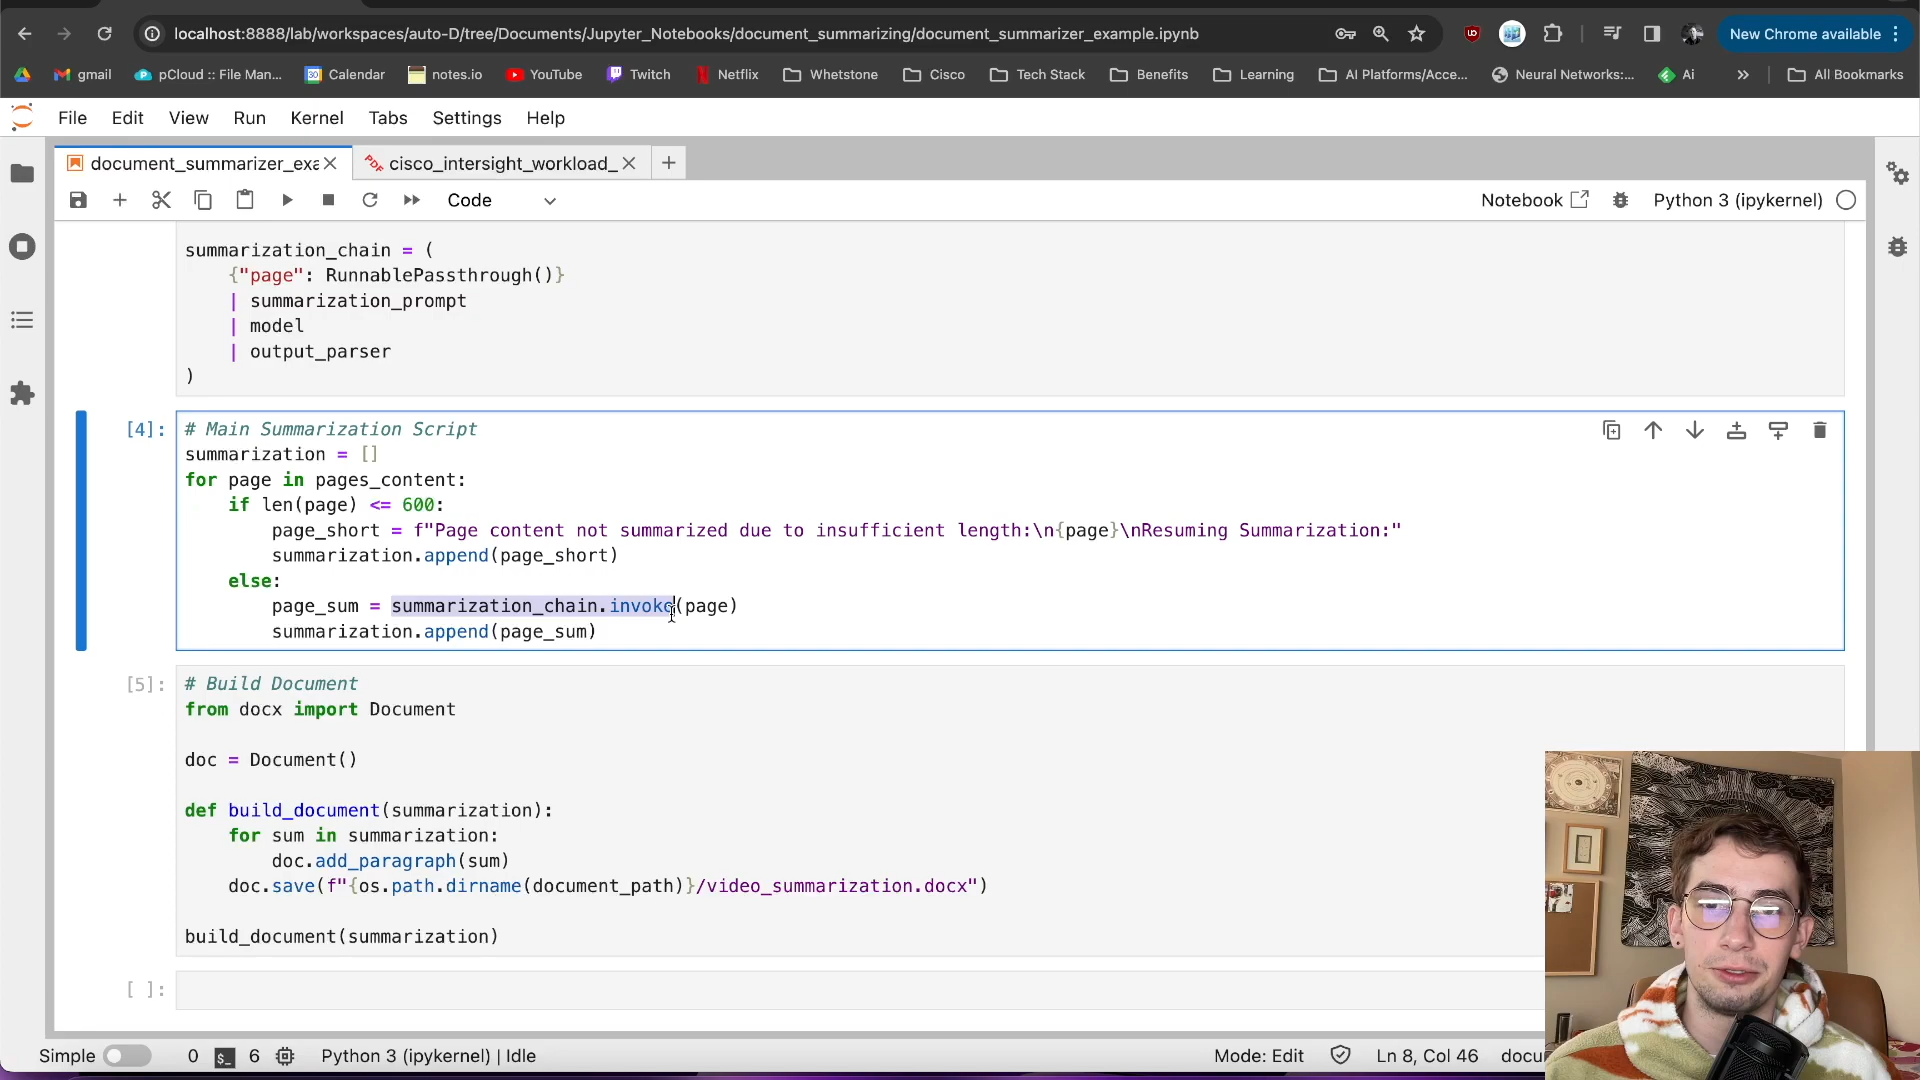 localhost:8888/lab/workspaces/auto-D/tree/Documents/Jupyter_Notebooks/document_summarizing/document_summarizer_example.ipynb
New Chrome available
gmail
pCloud :: File Man...
Calendar
notes.io
YouTube
Twitch
Netflix
Whetstone
Cisco
Tech Stack
Benefits
Learning
AI Platforms/Acce...
Neural Networks:...
Ai
»
All Bookmarks
File Edit View Run Kernel Tabs Settings Help
document_summarizer_exa
cisco_intersight_workload_
Code
Notebook
Python 3 (ipykernel)
summarization_chain = (
{"page": RunnablePassthrough()}
| summarization_prompt
| model
| output_parser
)
[4]:
# Main Summarization Script
summarization = []
for page in pages_content:
if len(page) <= 600:
page_short = f"Page content not summarized due to insufficient length:\n{page}\nResuming Summarization:"
summarization.append(page_short)
else:
page_sum = summarization_chain.invoke(page)
summarization.append(page_sum)
[5]:
# Build Document
from docx import Document
doc = Document()
def build_document(summarization):
for sum in summarization:
doc.add_paragraph(sum)
doc.save(f"{os.path.dirname(document_path)}/video_summarization.docx")
build_document(summarization)
[ ]:
Simple
0
6
Python 3 (ipykernel) | Idle
Mode: Edit
Ln 8, Col 46
docu